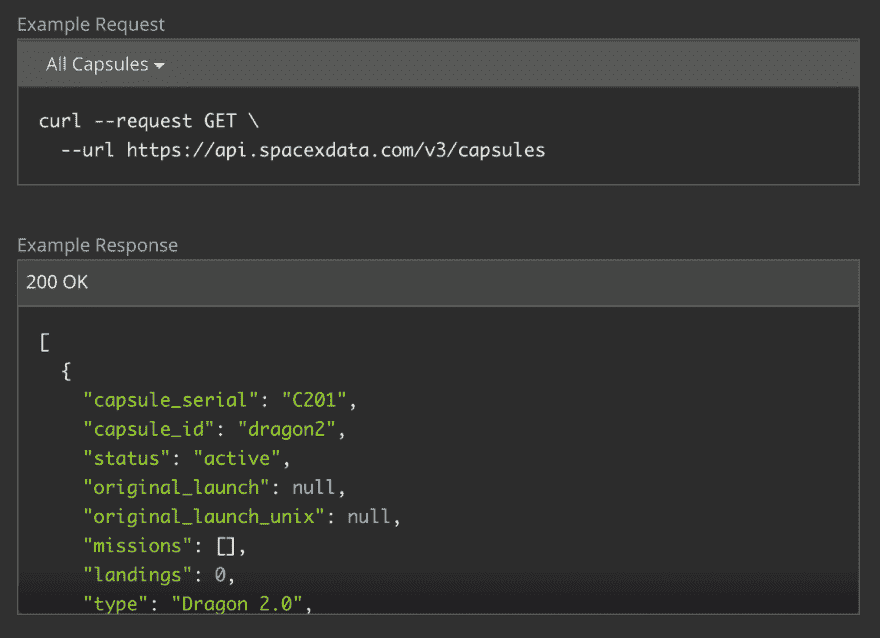 Example Request
All Capsules
curl --request GET \
--url https://api.spacexdata.com/v3/capsules
Example Response
200 OK
[
{
"capsule_serial": "C201",
"capsule_id": "dragon2",
"status": "active",
"original_launch": null,
"original_launch_unix": null,
"missions": [],
"landings": 0,
"type": "Dragon 2.0",